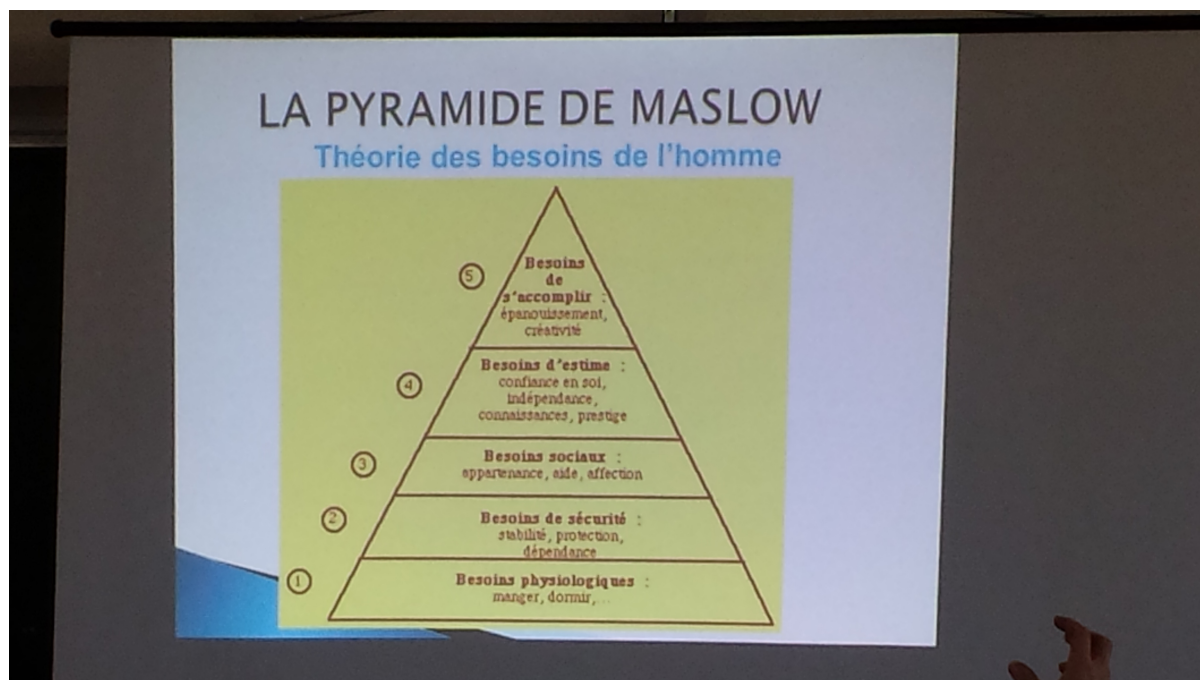 LA PYRAMIDE DE MASLOW
Théorie des besoins de l'homme
5
Besoins
de
s'accomplir :
épanouissement,
créativité
4
Besoins d'estime :
confiance en soi,
indépendance,
connaissances, prestige
3
Besoins sociaux :
appartenance, aide, affection
2
Besoins de sécurité :
stabilité, protection,
dépendance
1
Besoins physiologiques :
manger, dormir,...